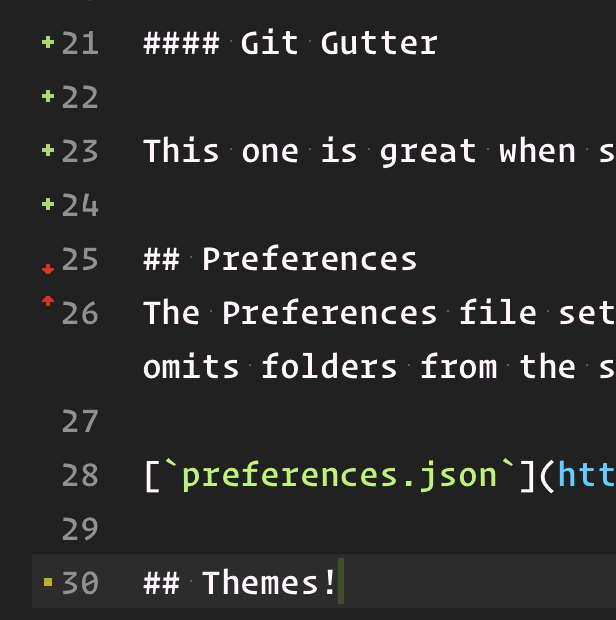 21 #### Git Gutter
22
23 This one is great when s
24
25 ## Preferences
26 The Preferences file set
omits folders from the s
27
28 [`preferences.json`](htt
29
30 ## Themes!